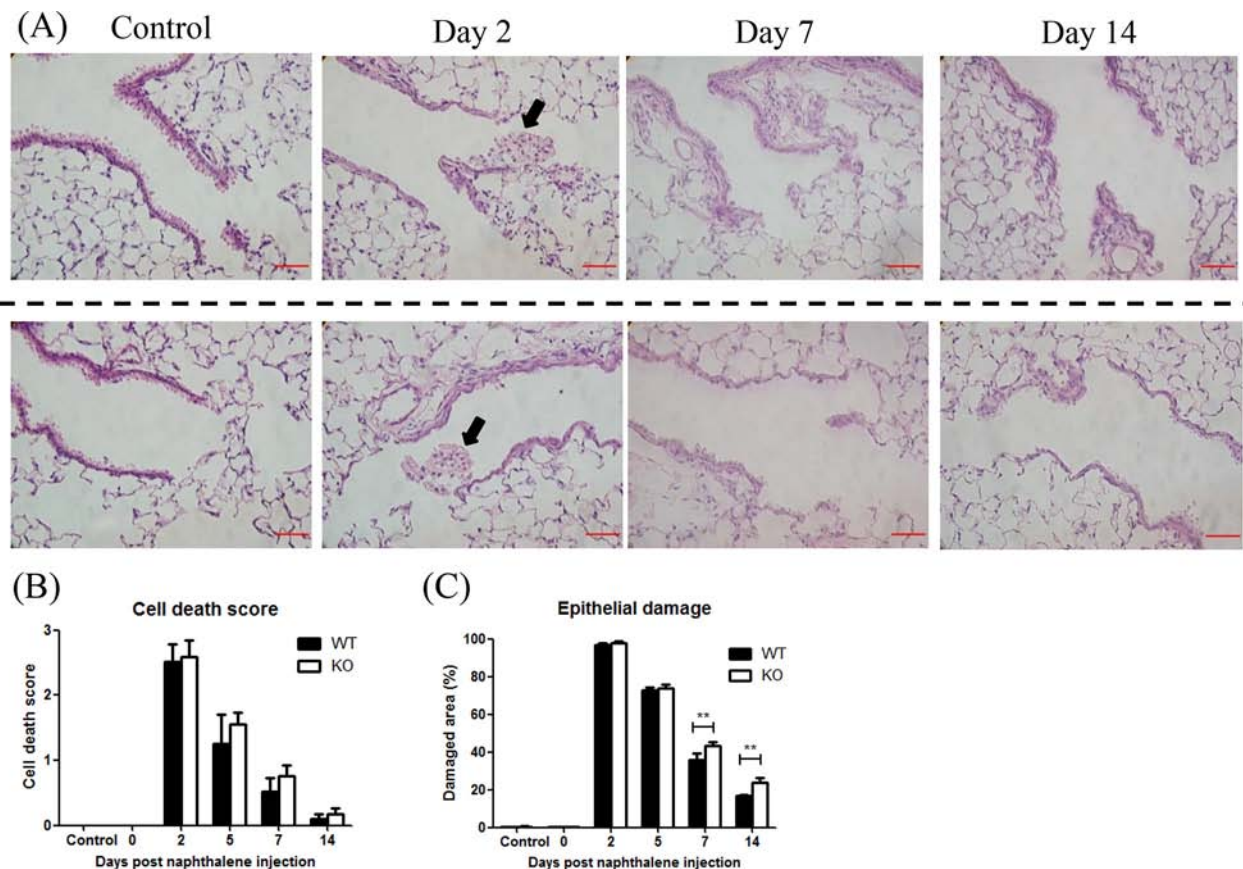 (A) Control Day 2 Day 7 Day 14
(B) (C)
Cell death score
3
2
1
0
Cell death score
WT
KO
**Control 0 2 5 7 14**
Days post naphthalene injection
Epithelial damage
100
80
60
40
20
0
Damaged area (%)
WT
KO
**
**
Control 0 2 5 7 14
Days post naphthalene injection